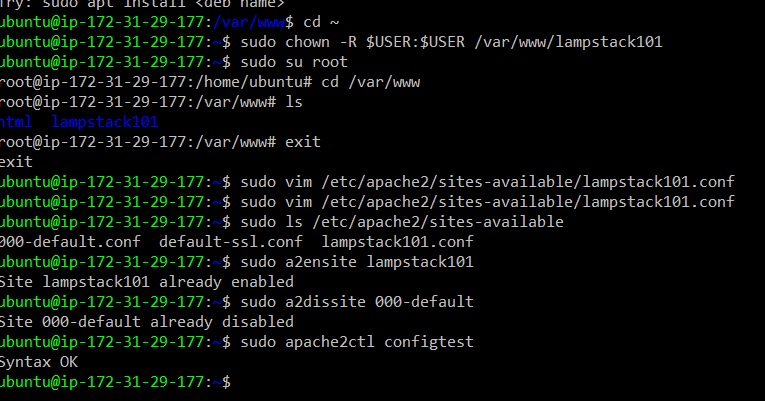 Try: sudo apt install <deb name>
ubuntu@ip-172-31-29-177:/var/www$ cd ~
ubuntu@ip-172-31-29-177:~$ sudo chown -R $USER:$USER /var/www/lampstack101
ubuntu@ip-172-31-29-177:~$ sudo su root
root@ip-172-31-29-177:/home/ubuntu# cd /var/www
root@ip-172-31-29-177:/var/www# ls
html  lampstack101
root@ip-172-31-29-177:/var/www# exit
exit
ubuntu@ip-172-31-29-177:~$ sudo vim /etc/apache2/sites-available/lampstack101.conf
ubuntu@ip-172-31-29-177:~$ sudo vim /etc/apache2/sites-available/lampstack101.conf
ubuntu@ip-172-31-29-177:~$ sudo ls /etc/apache2/sites-available
000-default.conf  default-ssl.conf  lampstack101.conf
ubuntu@ip-172-31-29-177:~$ sudo a2ensite lampstack101
Site lampstack101 already enabled
ubuntu@ip-172-31-29-177:~$ sudo a2dissite 000-default
Site 000-default already disabled
ubuntu@ip-172-31-29-177:~$ sudo apache2ctl configtest
Syntax OK
ubuntu@ip-172-31-29-177:~$